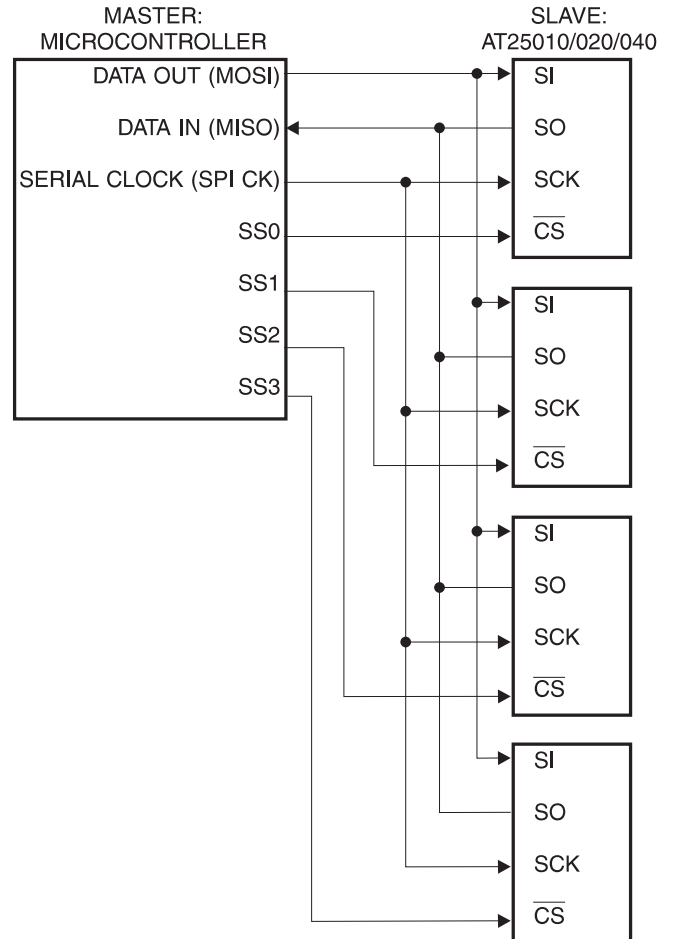 MASTER:
MICROCONTROLLER
DATA OUT (MOSI)
DATA IN (MISO)
SERIAL CLOCK (SPI CK)
SS0
SS1
SS2
SS3
SLAVE:
AT25010/020/040
SI
SO
SCK
CS
SI
SO
SCK
CS
SI
SO
SCK
CS
SI
SO
SCK
CS